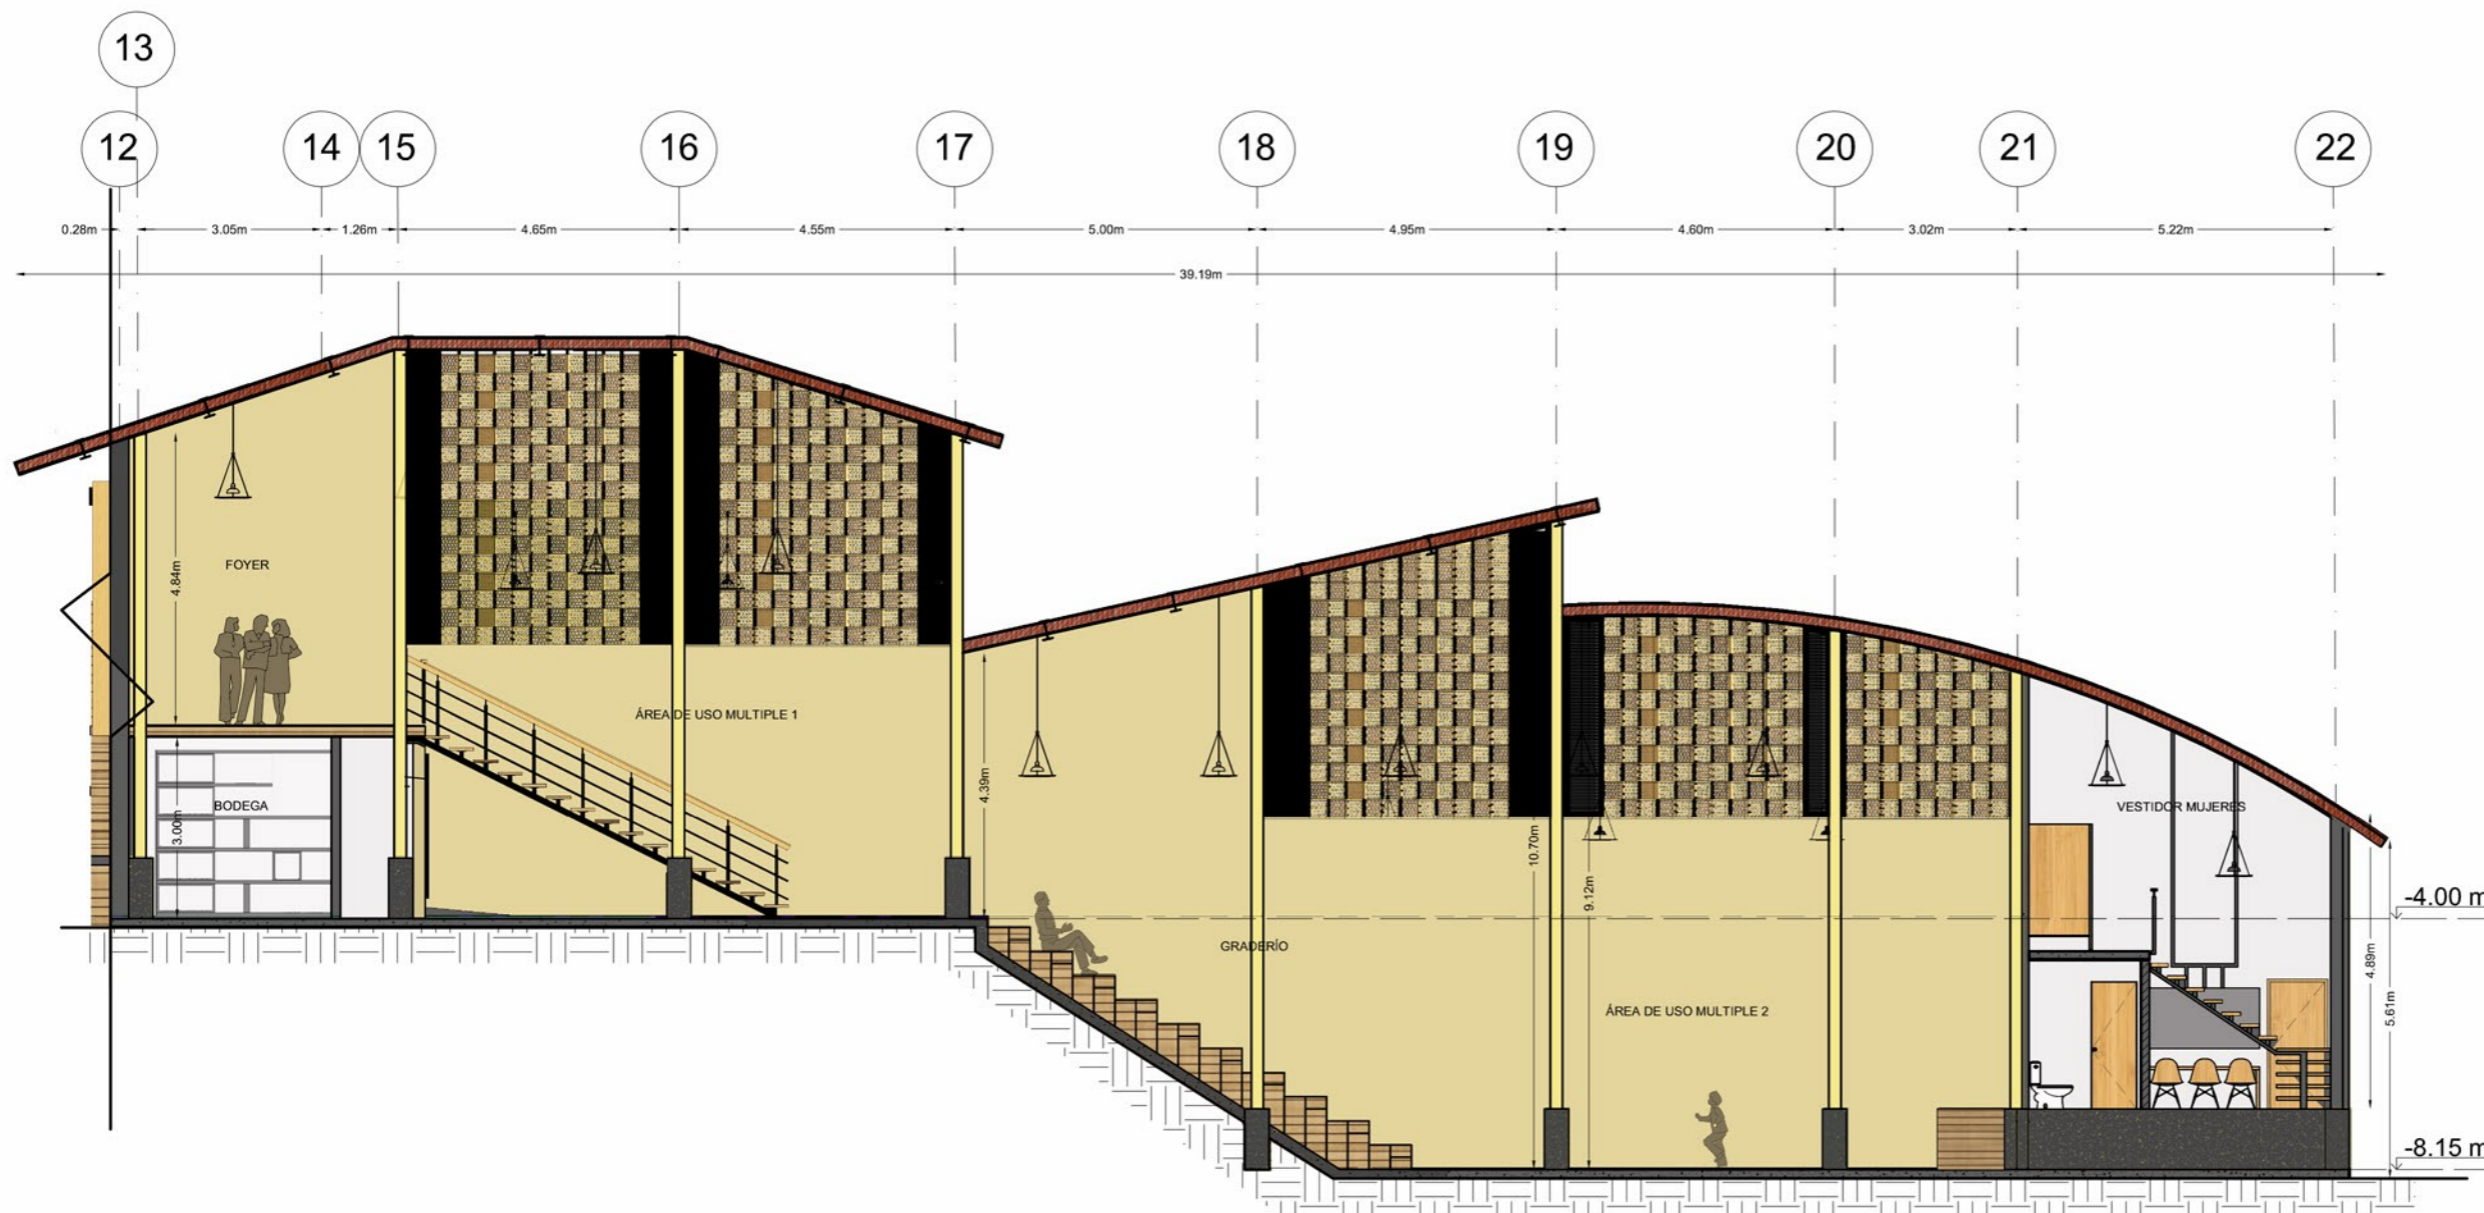 13
12
14
15
16
17
18
19
20
21
22
0.28m
3.05m
1.26m
4.65m
4.55m
5.00m
4.95m
4.60m
3.02m
5.22m
39.19m
FOYER
4.84m
ÁREA DE USO MULTIPLE 1
BODEGA
3.00m
4.39m
GRADERÍO
10.70m
9.12m
ÁREA DE USO MULTIPLE 2
VESTIDOR MUJERES
-4.00 m
4.89m
5.61m
-8.15 m